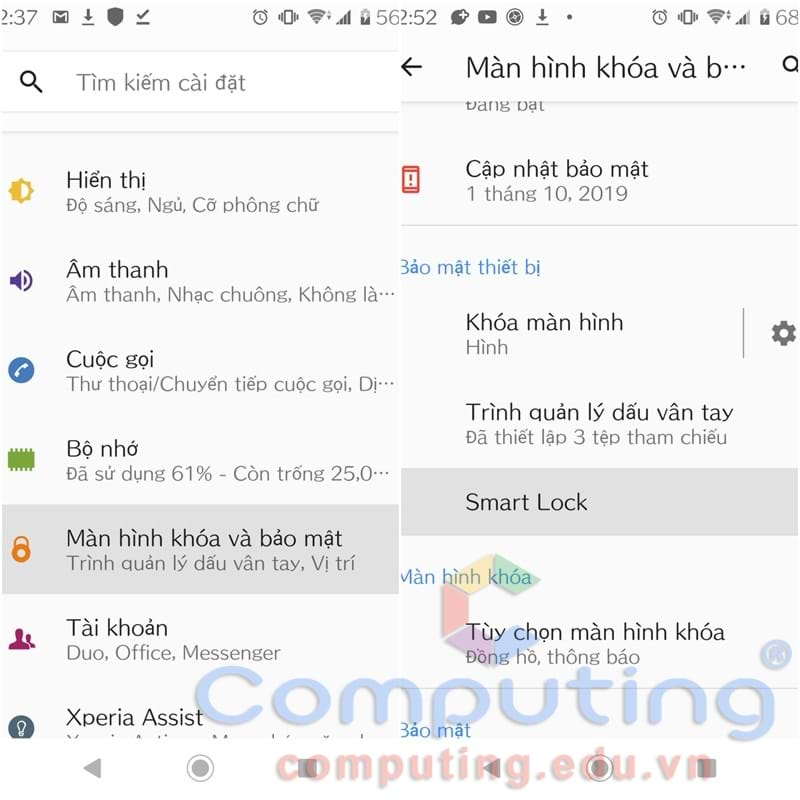 2:37
56
Tìm kiếm cài đặt
Hiển thị
Độ sáng, Ngủ, Cỡ phông chữ
Âm thanh
Âm thanh, Nhạc chuông, Không là...
Cuộc gọi
Thư thoại/Chuyển tiếp cuộc gọi, Dị...
Bộ nhớ
Đã sử dụng 61% - Còn trống 25,0...
Màn hình khóa và bảo mật
Trình quản lý dấu vân tay, Vị trí
Tài khoản
Duo, Office, Messenger
Xperia Assist
2:52
68
Màn hình khóa và b...
Đang bật
Cập nhật bảo mật
1 tháng 10, 2019
Bảo mật thiết bị
Khóa màn hình
Hình
Trình quản lý dấu vân tay
Đã thiết lập 3 tệp tham chiếu
Smart Lock
Màn hình khóa
Tùy chọn màn hình khóa
Đồng hồ, thông báo
Bảo mật
Computing®
computing.edu.vn